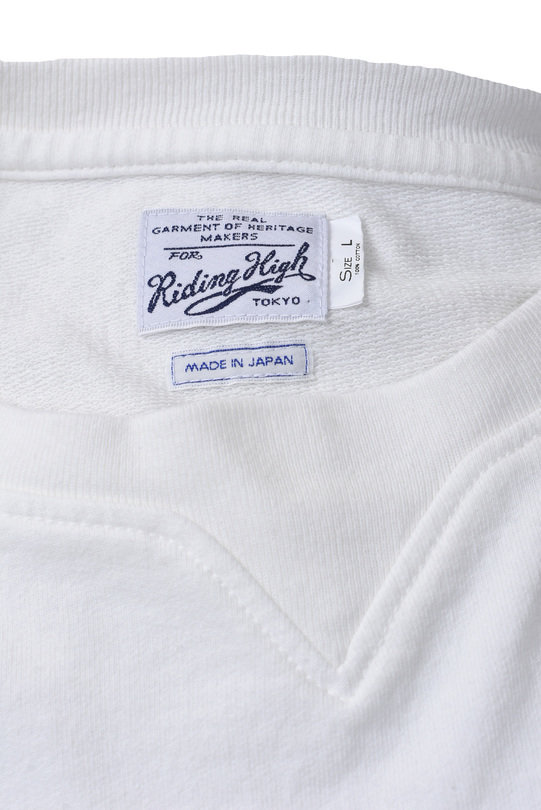 THE REAL
GARMENT OF HERITAGE
MAKERS
FOR
Riding High
TOKYO
SIZE L
100% COTTON
MADE IN JAPAN